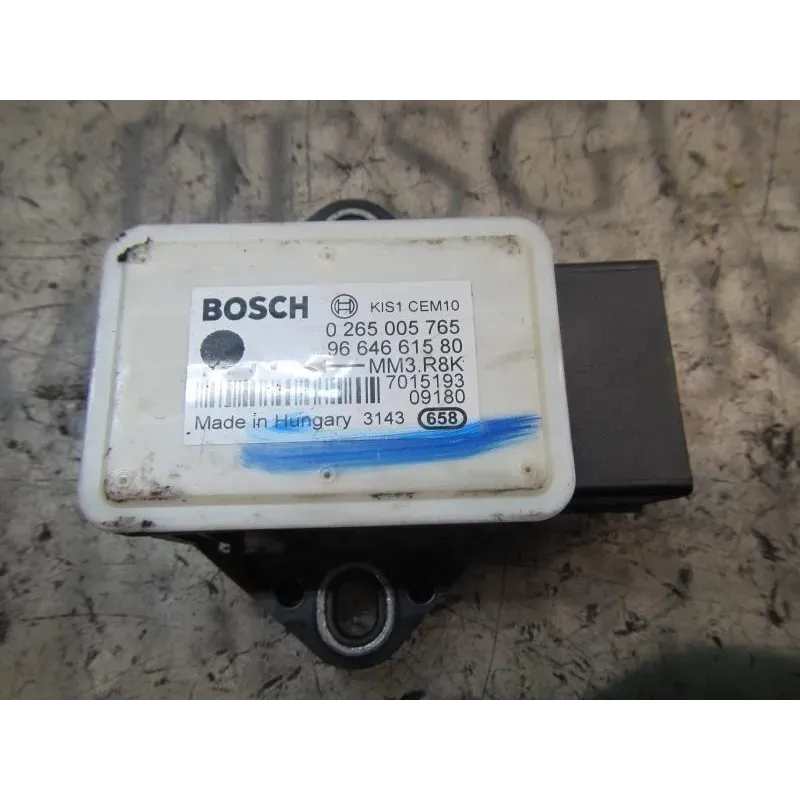 DESGU
BOSCH KIS1 CEM10
0 265 005 765
96 646 615 80
MM3.R8K
7015193
09180
Made in Hungary 3143 658